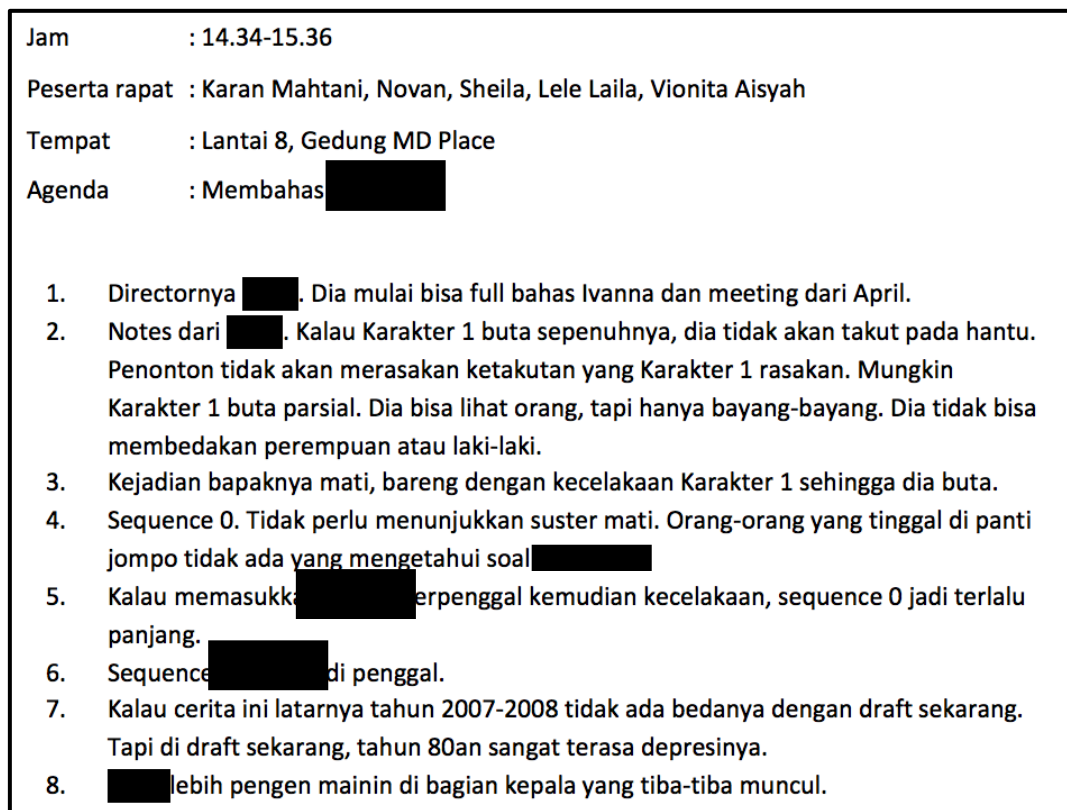 Jam : 14.34-15.36
Peserta rapat : Karan Mahtani, Novan, Sheila, Lele Laila, Vionita Aisyah
Tempat : Lantai 8, Gedung MD Place
Agenda : Membahas
1. Directornya . Dia mulai bisa full bahas Ivanna dan meeting dari April.
2. Notes dari . Kalau Karakter 1 buta sepenuhnya, dia tidak akan takut pada hantu.
Penonton tidak akan merasakan ketakutan yang Karakter 1 rasakan. Mungkin
Karakter 1 buta parsial. Dia bisa lihat orang, tapi hanya bayang-bayang. Dia tidak bisa
membedakan perempuan atau laki-laki.
3. Kejadian bapaknya mati, bareng dengan kecelakaan Karakter 1 sehingga dia buta.
4. Sequence 0. Tidak perlu menunjukkan suster mati. Orang-orang yang tinggal di panti
jompo tidak ada yang mengetahui soal
5. Kalau kemudian kecelakaan, sequence 0 jadi terlalu
panjang.
6. Sequence di penggal.
7. Kalau cerita ini latarnya tahun 2007-2008 tidak ada bedanya dengan draft sekarang.
Tapi di draft sekarang, tahun 80an sangat terasa depresinya.
8. lebih pengen mainin di bagian kepala yang tiba-tiba muncul.